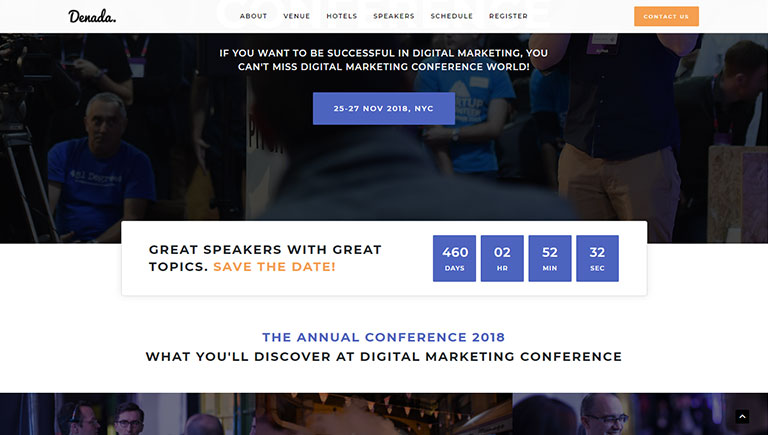 Denada.
ABOUT
VENUE
HOTELS
SPEAKERS
SCHEDULE
REGISTER
CONTACT US
IF YOU WANT TO BE SUCCESSFUL IN DIGITAL MARKETING, YOU
CAN'T MISS DIGITAL MARKETING CONFERENCE WORLD!
25-27 NOV 2018, NYC
GREAT SPEAKERS WITH GREAT
TOPICS. SAVE THE DATE!
460
DAYS
02
HR
52
MIN
32
SEC
THE ANNUAL CONFERENCE 2018
WHAT YOU'LL DISCOVER AT DIGITAL MARKETING CONFERENCE